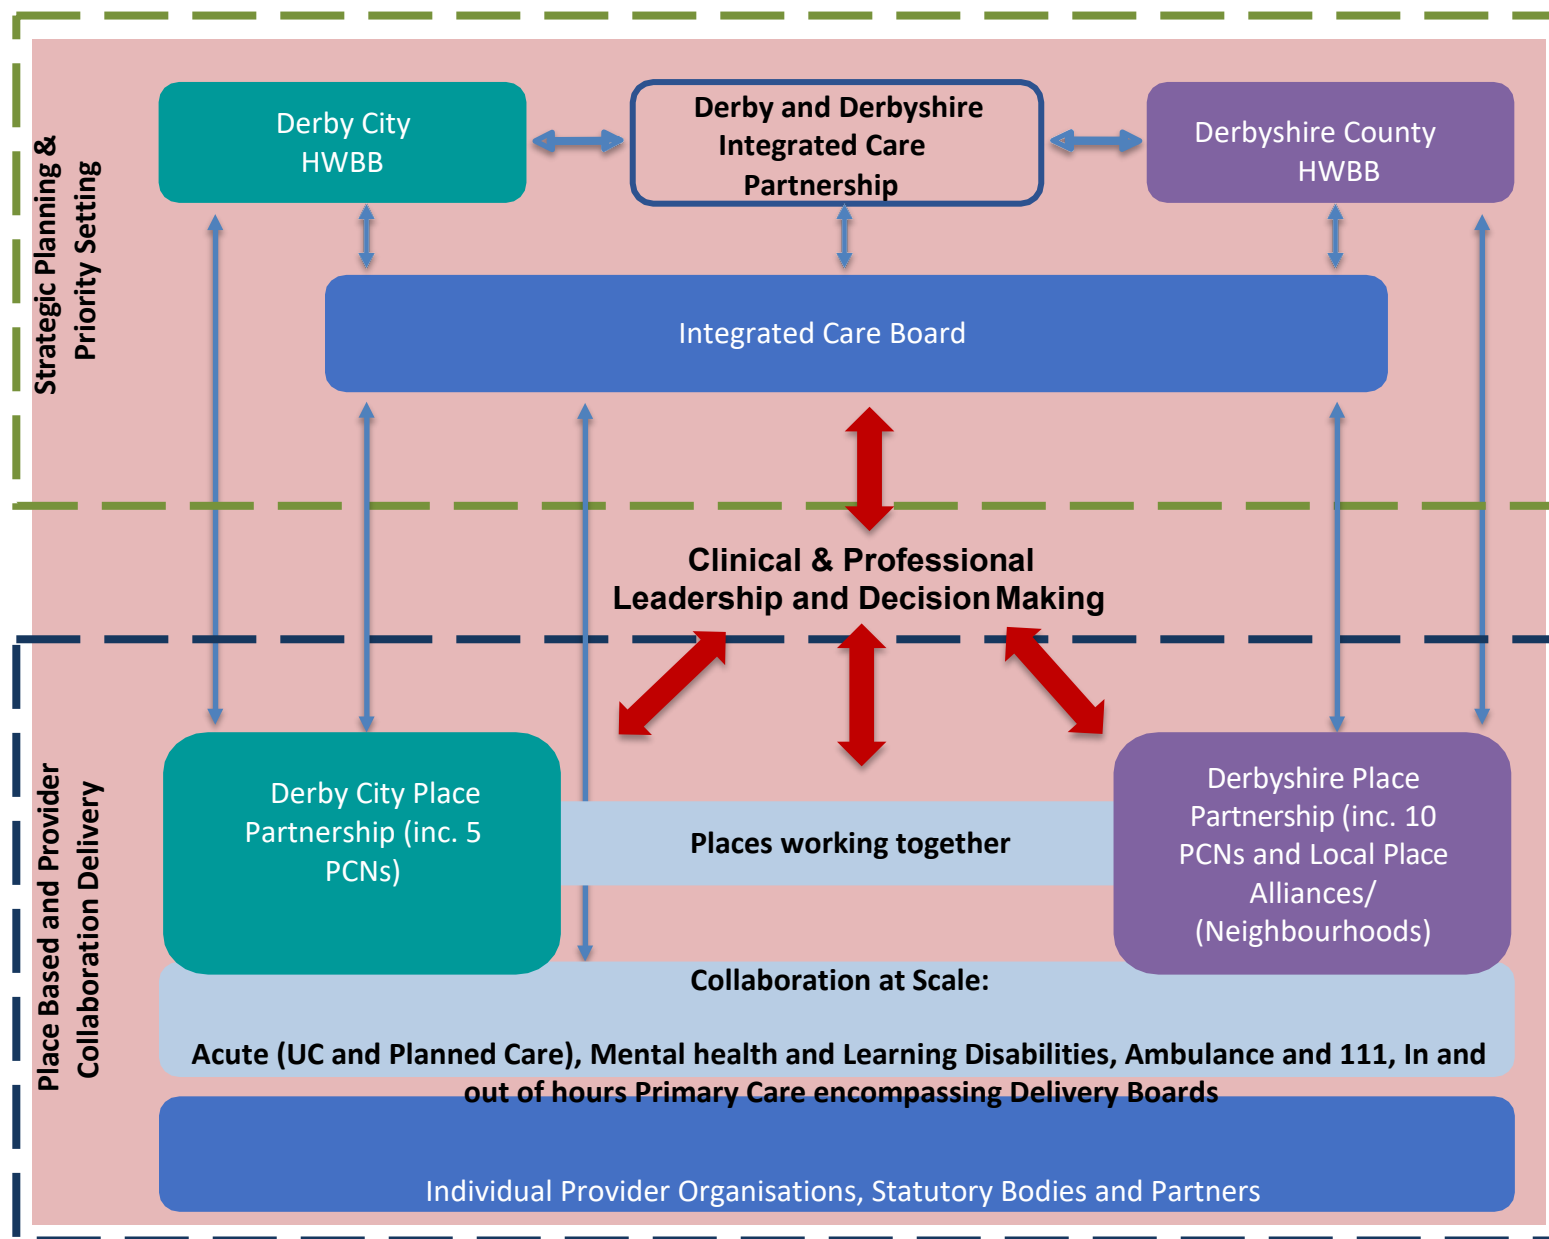 Strategic Planning &
Priority Setting
Derby City
HWBB
Derby and Derbyshire
Integrated Care
Partnership
Derbyshire County
HWBB
Integrated Care Board
Clinical & Professional
Leadership and Decision Making
Place Based and Provider
Collaboration Delivery
Derby City Place
Partnership (inc. 5
PCNs)
Places working together
Derbyshire Place
Partnership (inc. 10
PCNs and Local Place
Alliances/
(Neighbourhoods)
Collaboration at Scale:
Acute (UC and Planned Care), Mental health and Learning Disabilities, Ambulance and 111, In and
out of hours Primary Care encompassing Delivery Boards
Individual Provider Organisations, Statutory Bodies and Partners